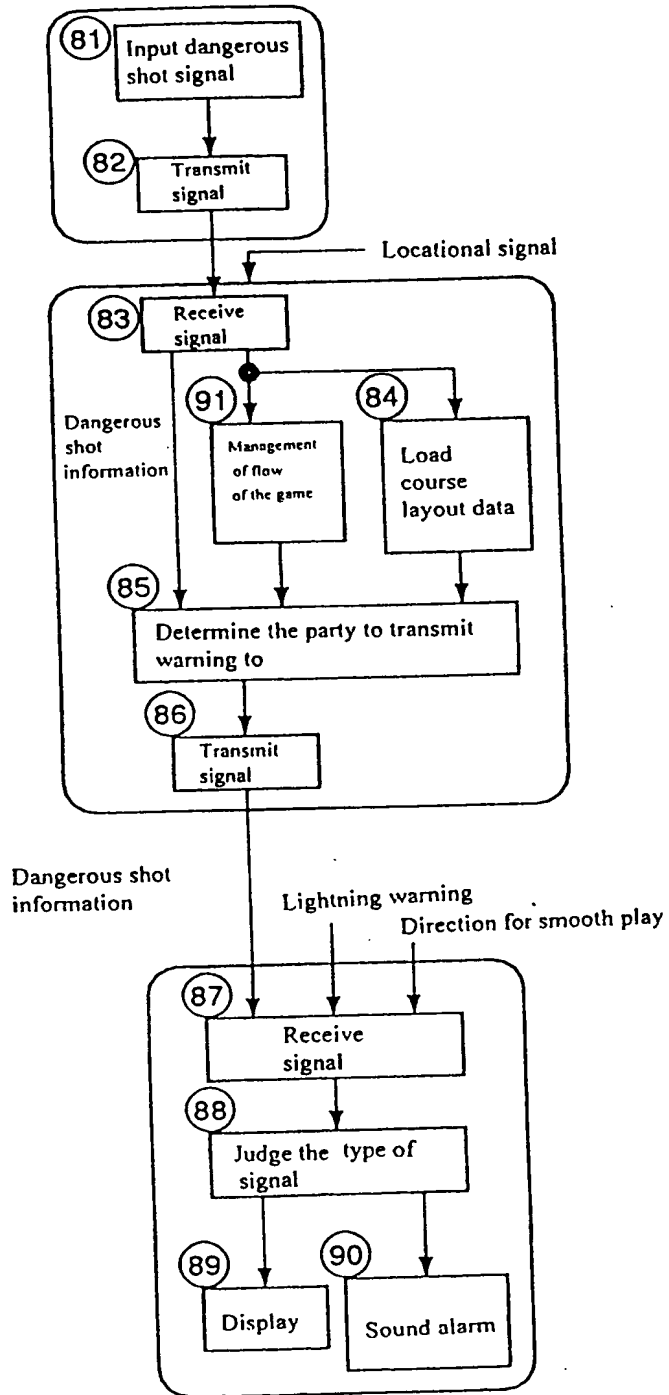 81
Input dangerous
shot signal
82
Transmit
signal
Locational signal
83
Receive
signal
Dangerous
shot
information
91
Management
of flow
of the game
84
Load
course
layout data
85
Determine the party to transmit
warning to
86
Transmit
signal
Dangerous shot
information
Lightning warning
Direction for smooth play
87
Receive
signal
88
Judge the type of
signal
89
Display
90
Sound alarm